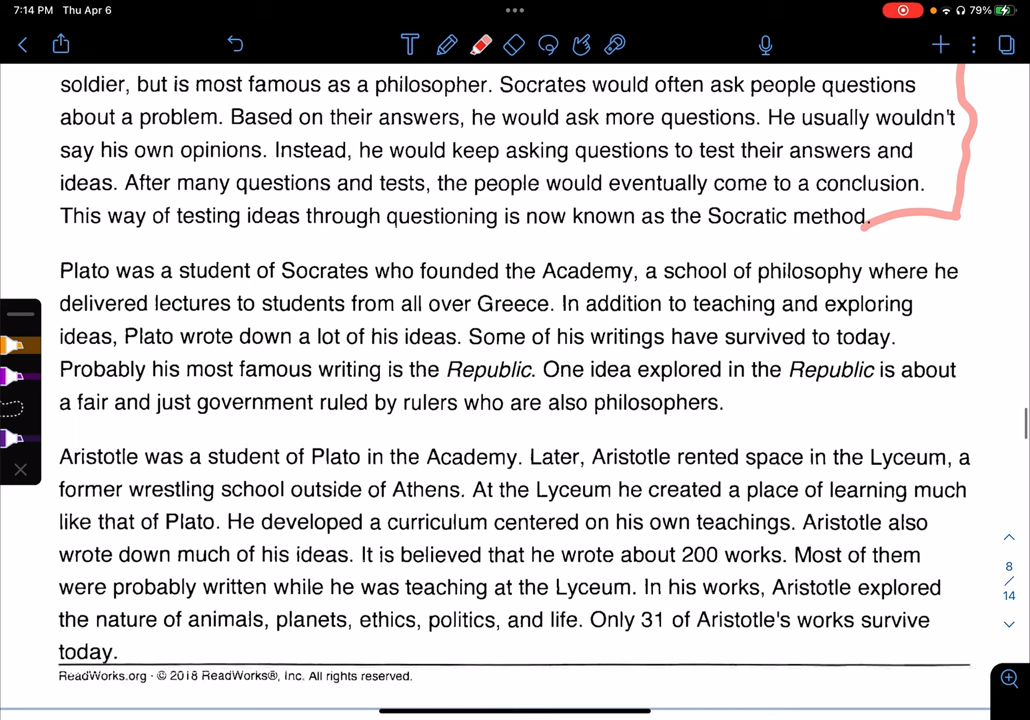 7:14 PM Thu Apr 6
79%
soldier, but is most famous as a philosopher. Socrates would often ask people questions
about a problem. Based on their answers, he would ask more questions. He usually wouldn't
say his own opinions. Instead, he would keep asking questions to test their answers and
ideas. After many questions and tests, the people would eventually come to a conclusion.
This way of testing ideas through questioning is now known as the Socratic method.
Plato was a student of Socrates who founded the Academy, a school of philosophy where he
delivered lectures to students from all over Greece. In addition to teaching and exploring
ideas, Plato wrote down a lot of his ideas. Some of his writings have survived to today.
Probably his most famous writing is the Republic. One idea explored in the Republic is about
a fair and just government ruled by rulers who are also philosophers.
Aristotle was a student of Plato in the Academy. Later, Aristotle rented space in the Lyceum, a
former wrestling school outside of Athens. At the Lyceum he created a place of learning much
like that of Plato. He developed a curriculum centered on his own teachings. Aristotle also
wrote down much of his ideas. It is believed that he wrote about 200 works. Most of them
were probably written while he was teaching at the Lyceum. In his works, Aristotle explored
the nature of animals, planets, ethics, politics, and life. Only 31 of Aristotle's works survive
today.
8
/
14
ReadWorks.org · © 2018 ReadWorks®, Inc. All rights reserved.